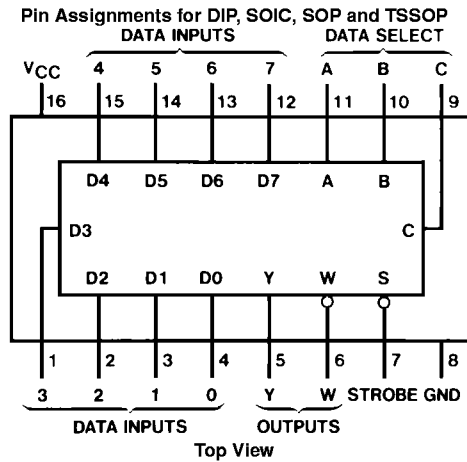 Pin Assignments for DIP, SOIC, SOP and TSSOP
DATA INPUTS DATA SELECT
VCC 4 5 6 7 A B C
16 15 14 13 12 11 10 9
D4 D5 D6 D7 A B
D3 C
D2 D1 D0 Y W S
1 2 3 4 5 6 7 8
3 2 1 0 Y W STROBE GND
DATA INPUTS OUTPUTS
Top View